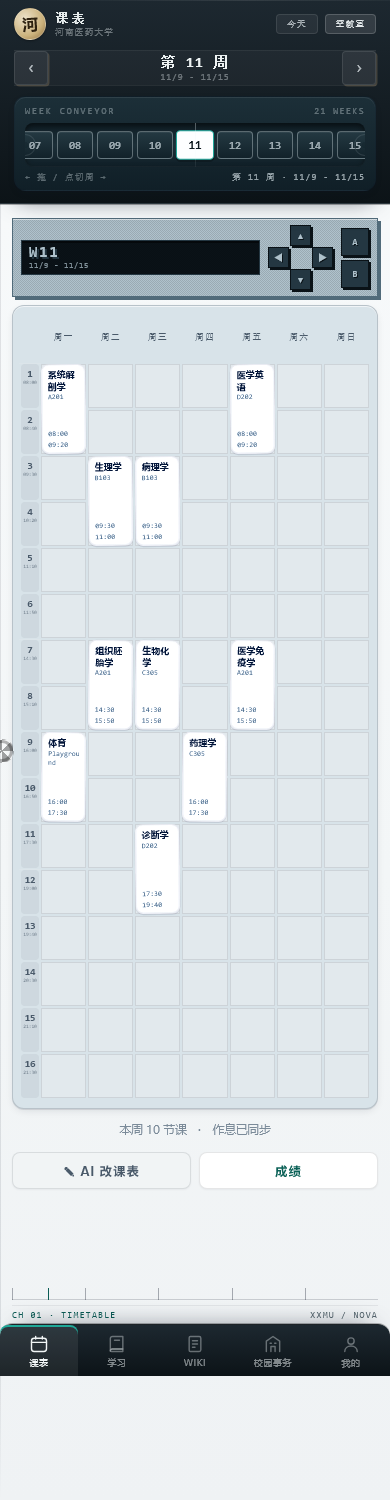 河
课表
河南医药大学
今天
空教室
‹
第 11 周
11/9 - 11/15
›
WEEK CONVEYOR
21 WEEKS
07 08 09 10 11 12 13 14 15
← 拖 / 点切周 →
第 11 周 · 11/9 - 11/15
W11
11/9 - 11/15
▲
◀ ▶
▼
A
B
周一 周二 周三 周四 周五 周六 周日
1
系统解剖学
A201
08:00
09:20
医学英语
D202
08:00
09:20
2
3
生理学
B103
09:30
11:00
病理学
B103
09:30
11:00
4
5
6
7
组织胚胎学
A201
14:30
15:50
生物化学
C305
14:30
15:50
医学免疫学
A201
14:30
15:50
8
9
体育
Playground
16:00
17:30
药理学
C305
16:00
17:30
10
11
诊断学
D202
17:30
19:40
12
13
14
15
16
本周 10 节课 · 作息已同步
AI 改课表
成绩
CH 01 · TIMETABLE
XXMU / NOVA
课表
学习
WIKI
校园事务
我的